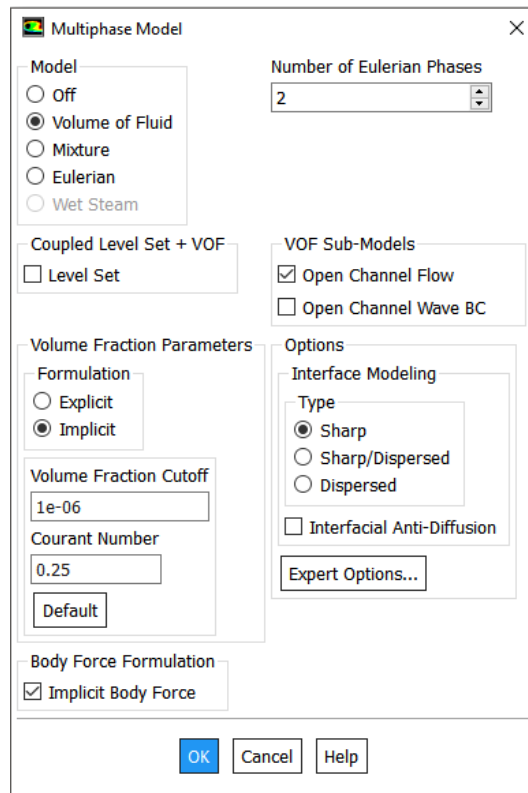 Multiphase Model
Model
Off
Volume of Fluid
Mixture
Eulerian
Wet Steam
Number of Eulerian Phases
2
Coupled Level Set + VOF
Level Set
VOF Sub-Models
Open Channel Flow
Open Channel Wave BC
Volume Fraction Parameters
Formulation
Explicit
Implicit
Volume Fraction Cutoff
1e-06
Courant Number
0.25
Default
Options
Interface Modeling
Type
Sharp
Sharp/Dispersed
Dispersed
Interfacial Anti-Diffusion
Expert Options...
Body Force Formulation
Implicit Body Force
OK Cancel Help